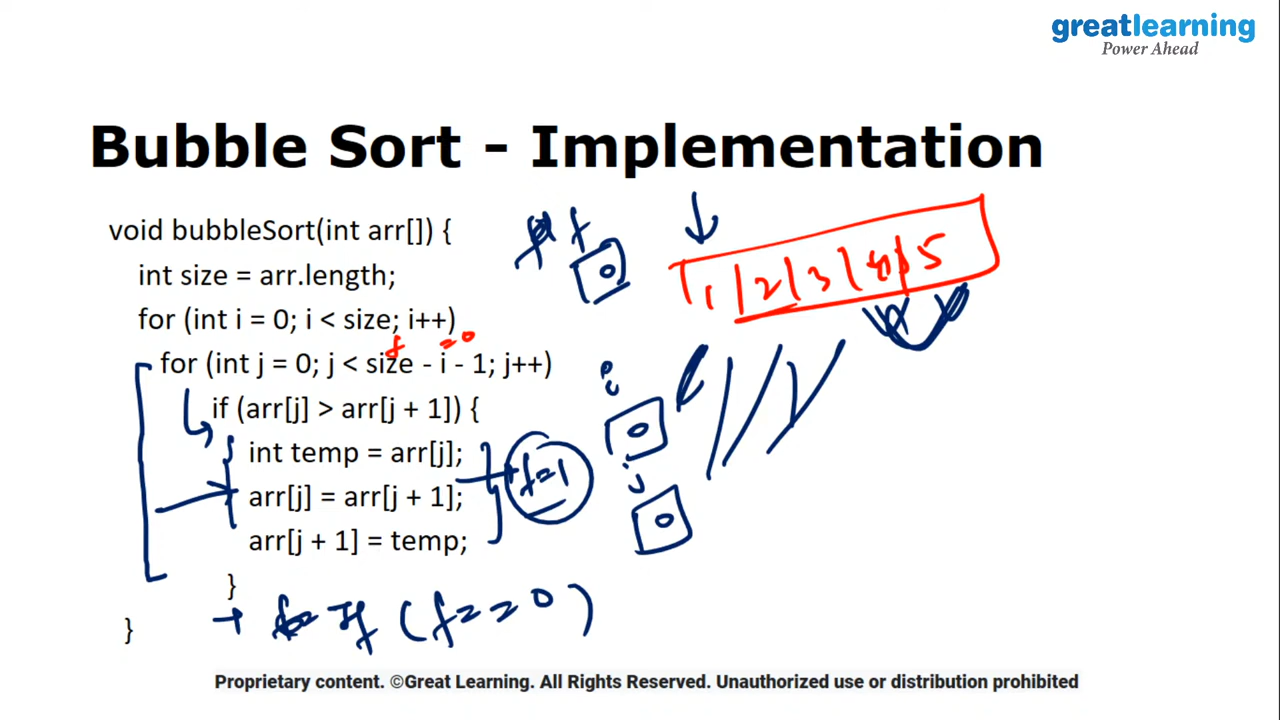 greatlearning
Power Ahead
Bubble Sort - Implementation
void bubbleSort(int arr[]) {
f
0
1 | 2 | 3 | 4 | 5
int size = arr.length;
for (int i = 0; i < size; i++)
= 0
for (int j = 0; j < size - i - 1; j++)
i
if (arr[j] > arr[j + 1]) {
0
int temp = arr[j];
f=1
j
arr[j] = arr[j + 1];
0
arr[j + 1] = temp;
}
If (f==0)
}
Proprietary content. ©Great Learning. All Rights Reserved. Unauthorized use or distribution prohibited